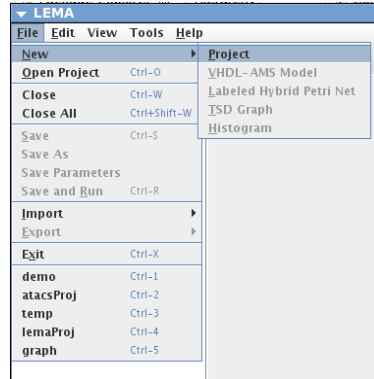 LEMA
File Edit View Tools Help
New
Open Project Ctrl-O
Close Ctrl-W
Close All Ctrl+Shift-W
Save Ctrl-S
Save As
Save Parameters
Save and Run Ctrl-R
Import
Export
Exit Ctrl-X
demo Ctrl-1
atacsProj Ctrl-2
temp Ctrl-3
lemaProj Ctrl-4
graph Ctrl-5
Project
VHDL-AMS Model
Labeled Hybrid Petri Net
TSD Graph
Histogram